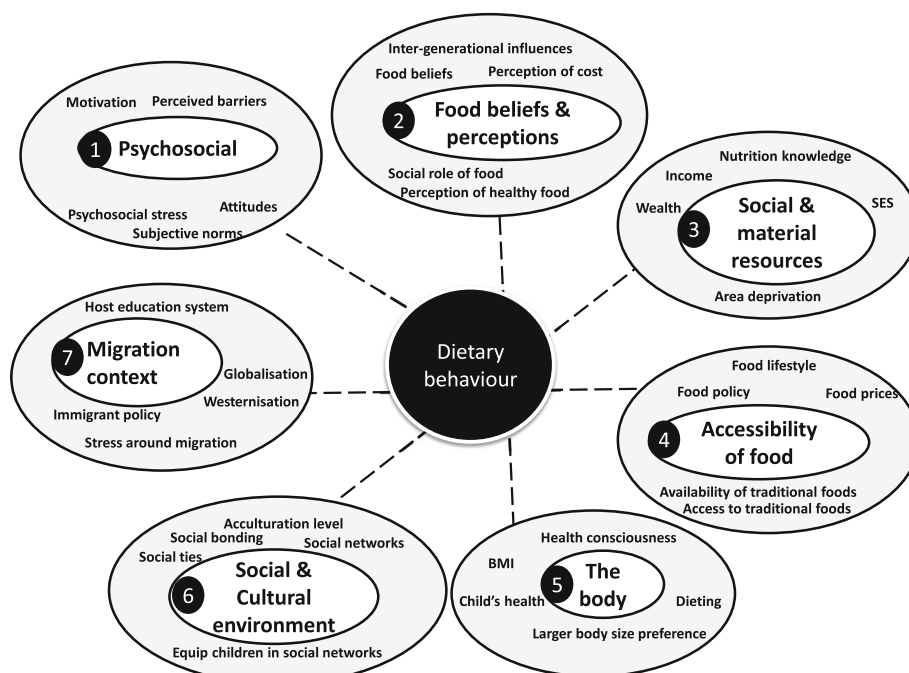 Dietary
behaviour
1
Psychosocial
Motivation
Perceived barriers
Psychosocial stress
Attitudes
Subjective norms
2
Food beliefs &
perceptions
Inter-generational influences
Food beliefs
Perception of cost
Social role of food
Perception of healthy food
3
Social &
material
resources
Nutrition knowledge
Income
Wealth
SES
Area deprivation
4
Accessibility
of food
Food lifestyle
Food policy
Food prices
Availability of traditional foods
Access to traditional foods
5
The
body
Health consciousness
BMI
Child's health
Dieting
Larger body size preference
6
Social &
Cultural
environment
Acculturation level
Social bonding
Social networks
Social ties
Equip children in social networks
7
Migration
context
Host education system
Globalisation
Westernisation
Immigrant policy
Stress around migration